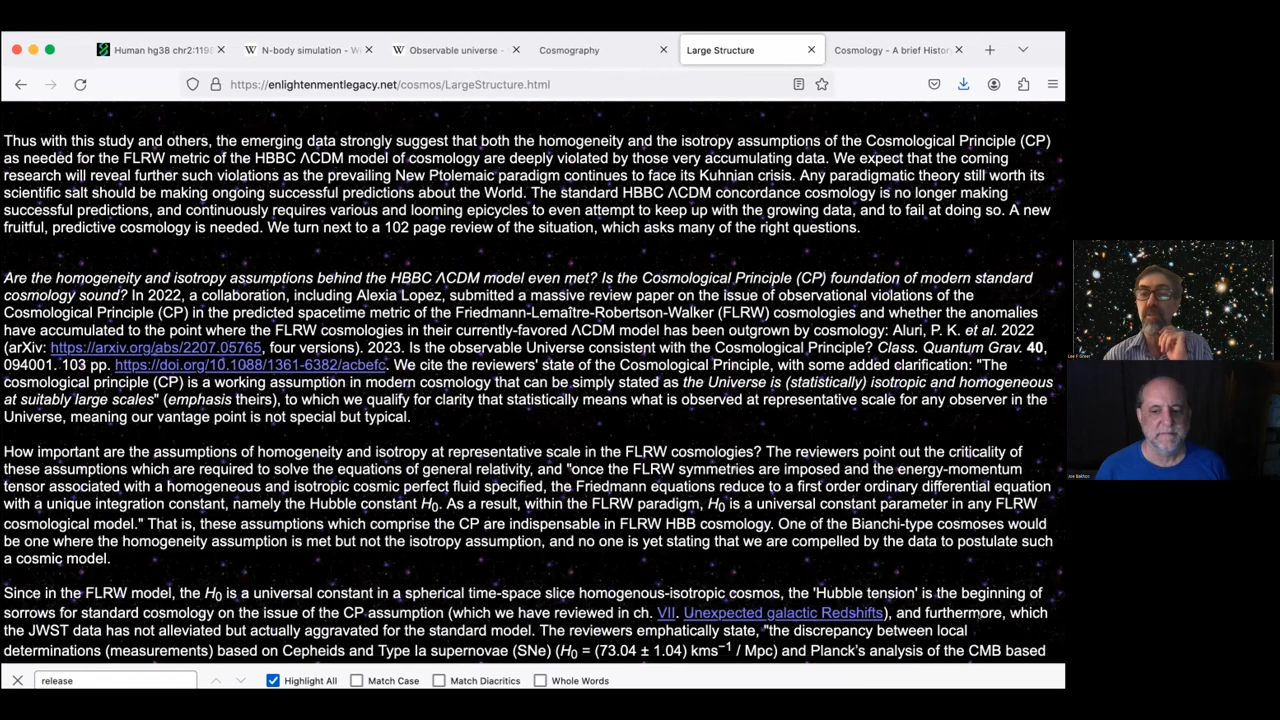 Human hg38 chr2:1198
N-body simulation - Wi
Observable universe -
Cosmography
Large Structure
Cosmology - A brief Histor
https://enlightenmentlegacy.net/cosmos/LargeStructure.html
Thus with this study and others, the emerging data strongly suggest that both the homogeneity and the isotropy assumptions of the Cosmological Principle (CP)
as needed for the FLRW metric of the HBBC ΛCDM model of cosmology are deeply violated by those very accumulating data. We expect that the coming
research will reveal further such violations as the prevailing New Ptolemaic paradigm continues to face its Kuhnian crisis. Any paradigmatic theory still worth its
scientific salt should be making ongoing successful predictions about the World. The standard HBBC ΛCDM concordance cosmology is no longer making
successful predictions, and continuously requires various and looming epicycles to even attempt to keep up with the growing data, and to fail at doing so. A new
fruitful, predictive cosmology is needed. We turn next to a 102 page review of the situation, which asks many of the right questions.
Are the homogeneity and isotropy assumptions behind the HBBC ΛCDM model even met? Is the Cosmological Principle (CP) foundation of modern standard
cosmology sound? In 2022, a collaboration, including Alexia Lopez, submitted a massive review paper on the issue of observational violations of the
Cosmological Principle (CP) in the predicted spacetime metric of the Friedmann-Lemaître-Robertson-Walker (FLRW) cosmologies and whether the anomalies
have accumulated to the point where the FLRW cosmologies in their currently-favored ΛCDM model has been outgrown by cosmology: Aluri, P. K. et al. 2022
(arXiv: https://arxiv.org/abs/2207.05765, four versions). 2023. Is the observable Universe consistent with the Cosmological Principle? Class. Quantum Grav. 40,
094001. 103 pp. https://doi.org/10.1088/1361-6382/acbefc. We cite the reviewers' state of the Cosmological Principle, with some added clarification: "The
cosmological principle (CP) is a working assumption in modern cosmology that can be simply stated as the Universe is (statistically) isotropic and homogeneous
at suitably large scales" (emphasis theirs), to which we qualify for clarity that statistically means what is observed at representative scale for any observer in the
Universe, meaning our vantage point is not special but typical.
How important are the assumptions of homogeneity and isotropy at representative scale in the FLRW cosmologies? The reviewers point out the criticality of
these assumptions which are required to solve the equations of general relativity, and "once the FLRW symmetries are imposed and the energy-momentum
tensor associated with a homogeneous and isotropic cosmic perfect fluid specified, the Friedmann equations reduce to a first order ordinary differential equation
with a unique integration constant, namely the Hubble constant H0. As a result, within the FLRW paradigm, H0 is a universal constant parameter in any FLRW
cosmological model." That is, these assumptions which comprise the CP are indispensable in FLRW HBB cosmology. One of the Bianchi-type cosmoses would
be one where the homogeneity assumption is met but not the isotropy assumption, and no one is yet stating that we are compelled by the data to postulate such
a cosmic model.
Since in the FLRW model, the H0 is a universal constant in a spherical time-space slice homogenous-isotropic cosmos, the 'Hubble tension' is the beginning of
sorrows for standard cosmology on the issue of the CP assumption (which we have reviewed in ch. VII. Unexpected galactic Redshifts), and furthermore, which
the JWST data has not alleviated but actually aggravated for the standard model. The reviewers emphatically state, "the discrepancy between local
determinations (measurements) based on Cepheids and Type Ia supernovae (SNe) (H0 = (73.04 ± 1.04) kms−1 / Mpc) and Planck's analysis of the CMB based
release
Highlight All
Match Case
Match Diacritics
Whole Words